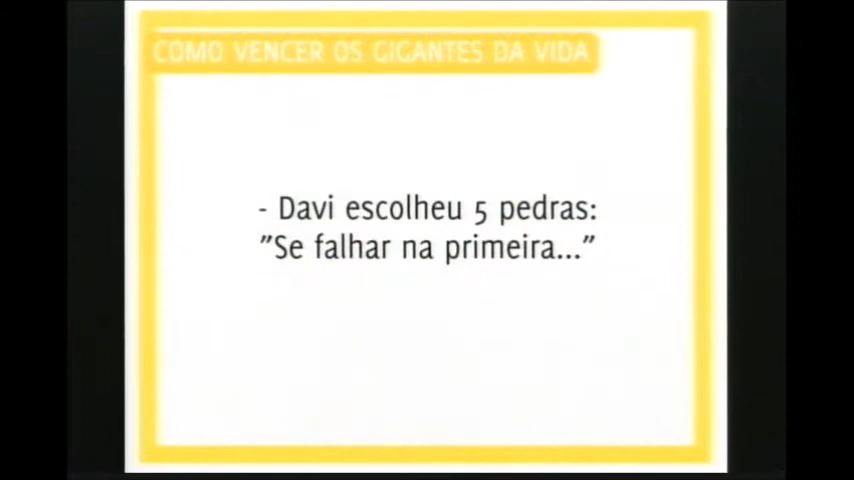 COMO VENCER OS GIGANTES DA VIDA
- Davi escolheu 5 pedras:
"Se falhar na primeira..."